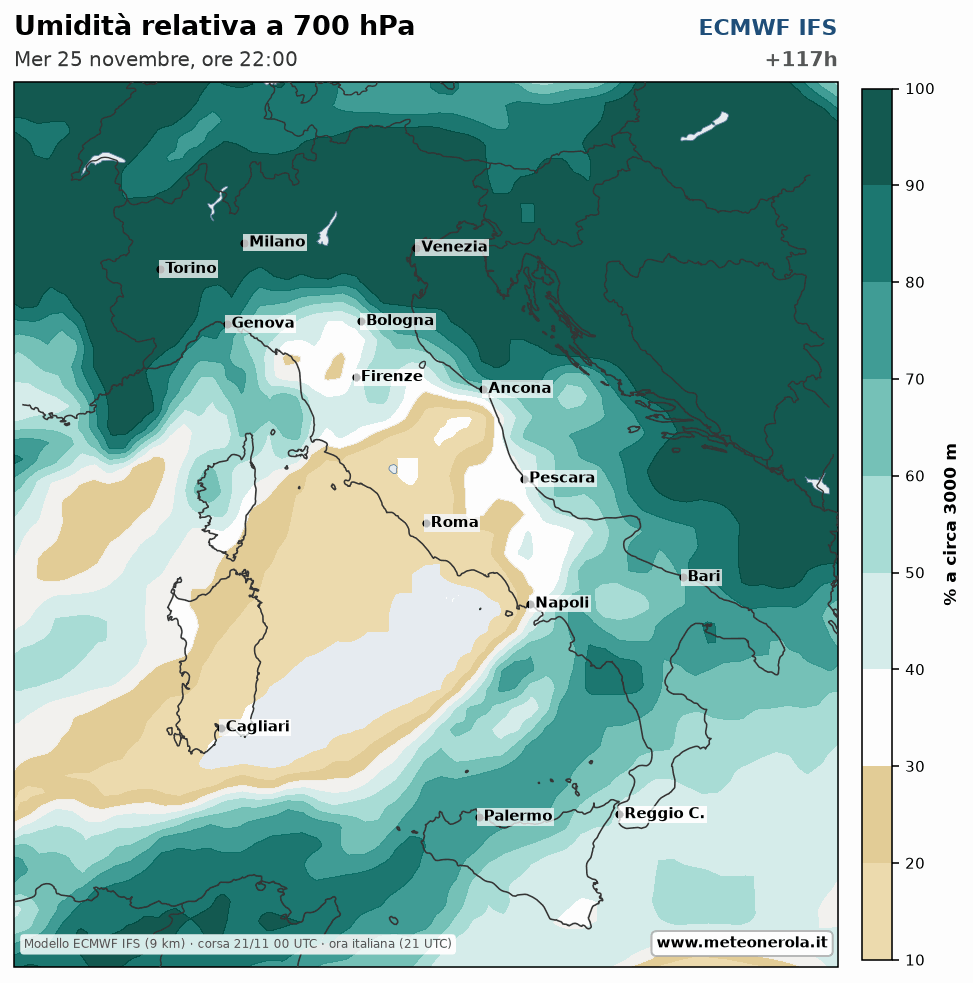 Umidità relativa a 700 hPa
ECMWF IFS
Mer 25 novembre, ore 22:00
+117h
100
90
80
70
60
50
40
30
20
10
% a circa 3000 m
Milano
Venezia
Torino
Genova
Bologna
Firenze
Ancona
Pescara
Roma
Bari
Napoli
Cagliari
Palermo
Reggio C.
Modello ECMWF IFS (9 km) · corsa 21/11 00 UTC · ora italiana (21 UTC)
www.meteonerola.it